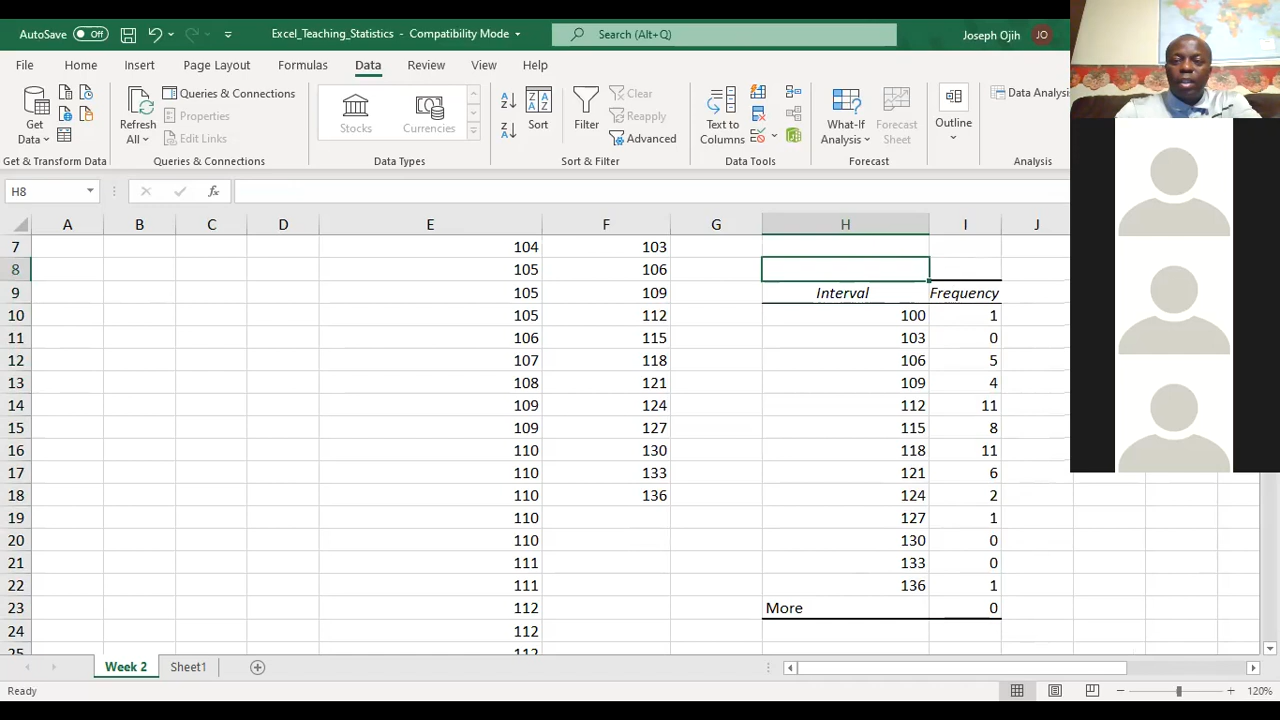 AutoSave Off Excel_Teaching_Statistics - Compatibility Mode Search (Alt+Q) Joseph Ojih JO
File Home Insert Page Layout Formulas Data Review View Help
Get Data Refresh All Queries & Connections Properties Edit Links Stocks Currencies Sort Filter Clear Reapply Advanced Text to Columns What-If Analysis Forecast Sheet Outline Data Analysis
Get & Transform Data Queries & Connections Data Types Sort & Filter Data Tools Forecast Analysis
H8 fx
A B C D E F G H I J
7 104 103
8 105 106
9 105 109 Interval Frequency
10 105 112 100 1
11 106 115 103 0
12 107 118 106 5
13 108 121 109 4
14 109 124 112 11
15 109 127 115 8
16 110 130 118 11
17 110 133 121 6
18 110 136 124 2
19 110 127 1
20 110 130 0
21 111 133 0
22 111 136 1
23 112 More 0
24 112
25 112
Week 2 Sheet1
Ready 120%